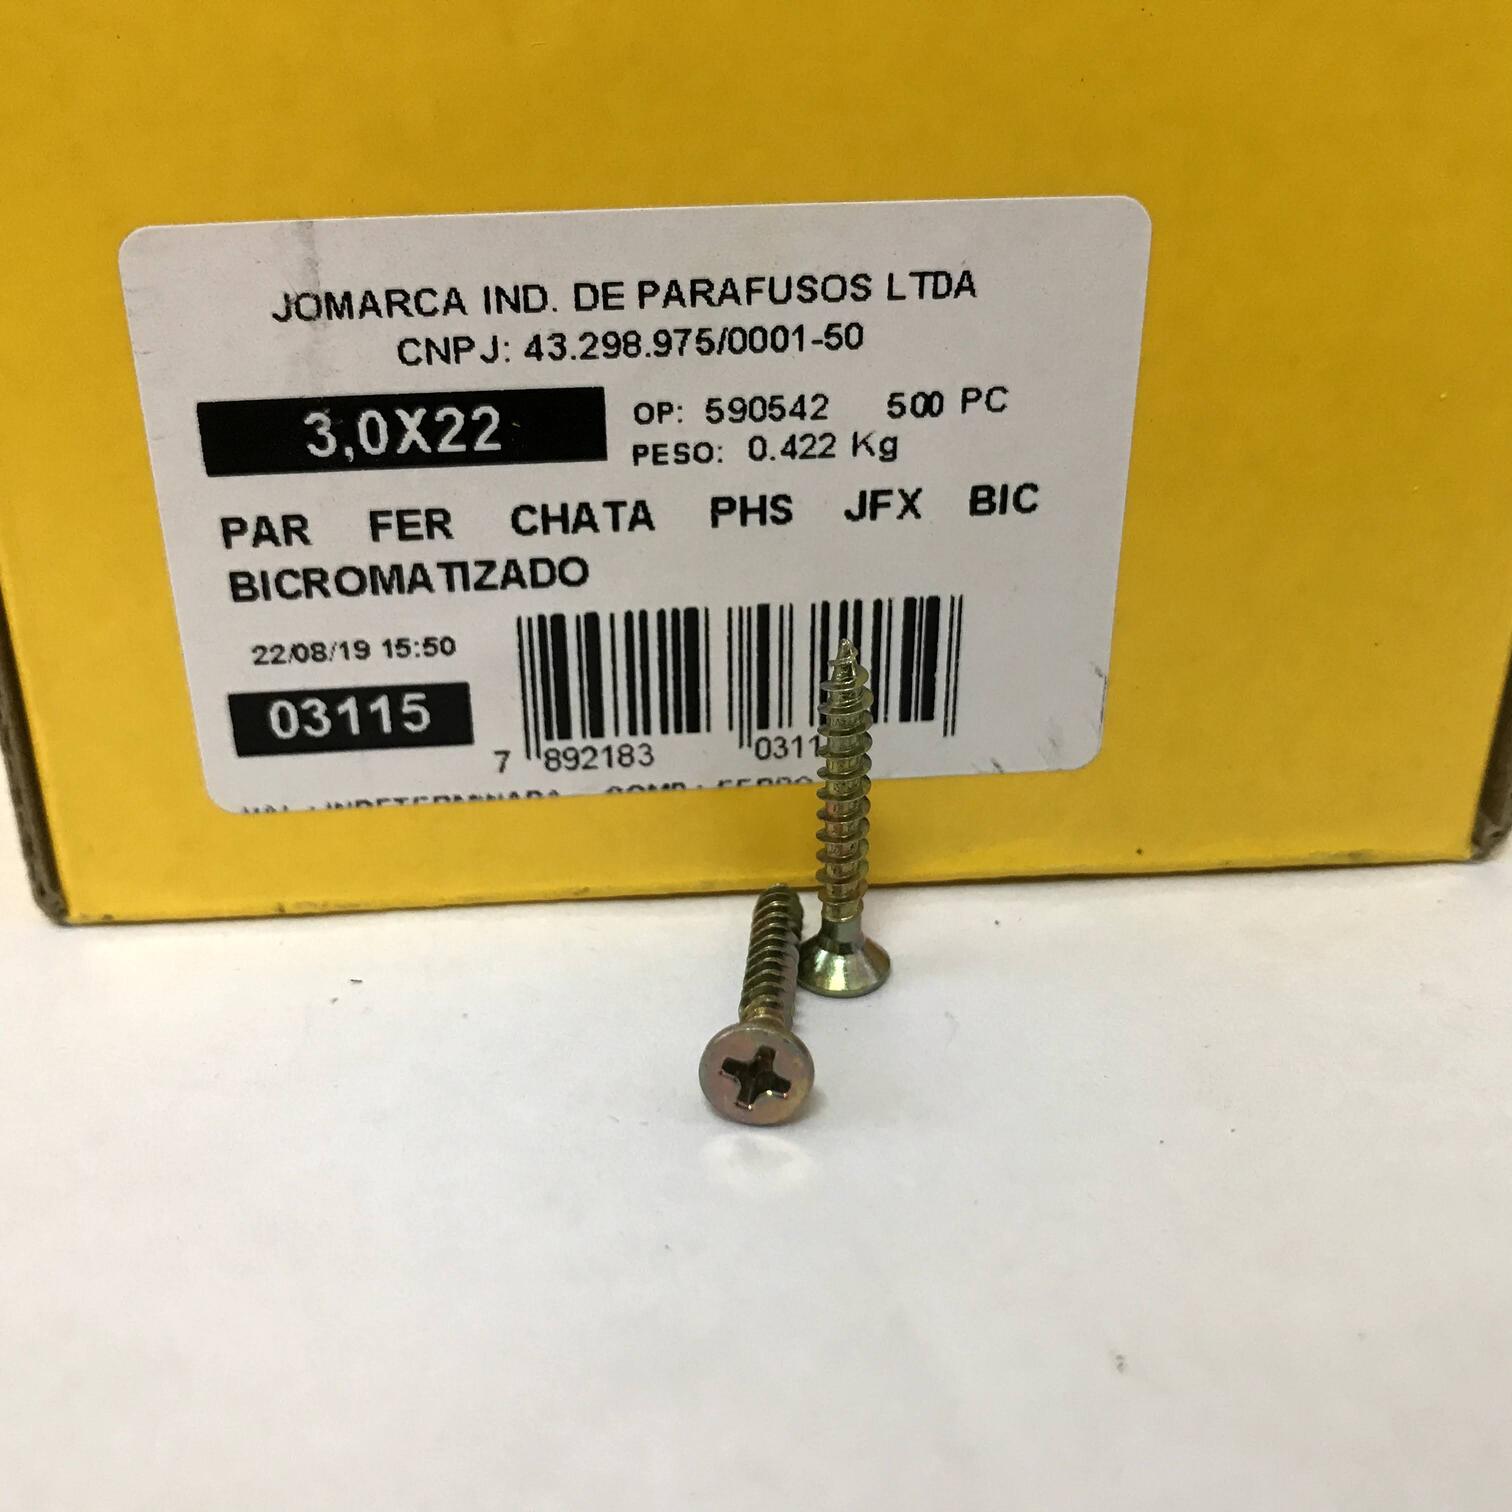 JOMARCA IND. DE PARAFUSOS LTDA
CNPJ: 43.298.975/0001-50
3,0X22
OP: 590542 500 PC
PESO: 0.422 Kg
PAR FER CHATA PHS JFX BIC
BICROMATIZADO
22/08/19 15:50
03115
7 892183 0311